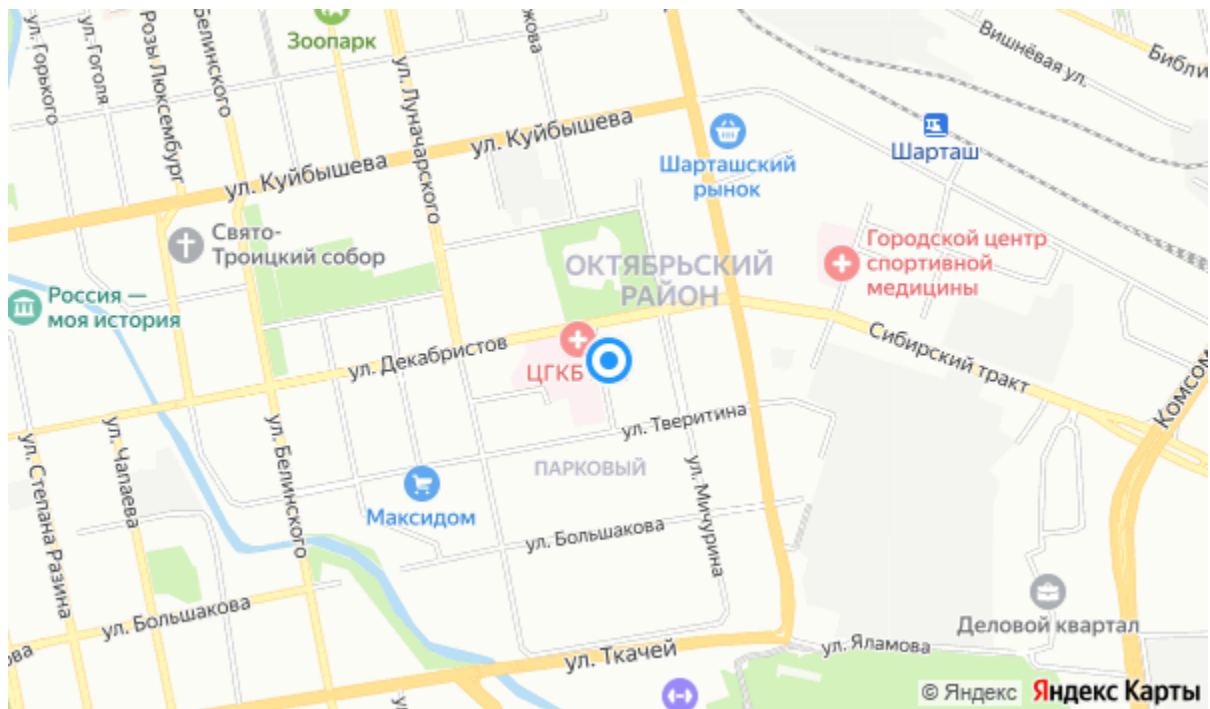 ул. Горького
ул. Гоголя
Розы Люксембург
Белинского
Зоопарк
ул. Луначарского
Вишнёвая ул.
ул. Куйбышева
ул. Куйбышева
Шарташский
рынок
Шарташ
Свято-
Троицкий собор
ОКТЯБРЬСКИЙ
РАЙОН
Городской центр
спортивной
медицины
Россия —
моя история
ул. Декабристов
Сибирский тракт
ЦГКБ
ул. Тверитина
ПАРКОВЫЙ
ул. Степана Разина
ул. Чапаева
ул. Белинского
Максидом
ул. Мичурина
ул. Большакова
ул. Большакова
Деловой квартал
ул. Ткачей
ул. Яламова
© Яндекс
Яндекс Карты